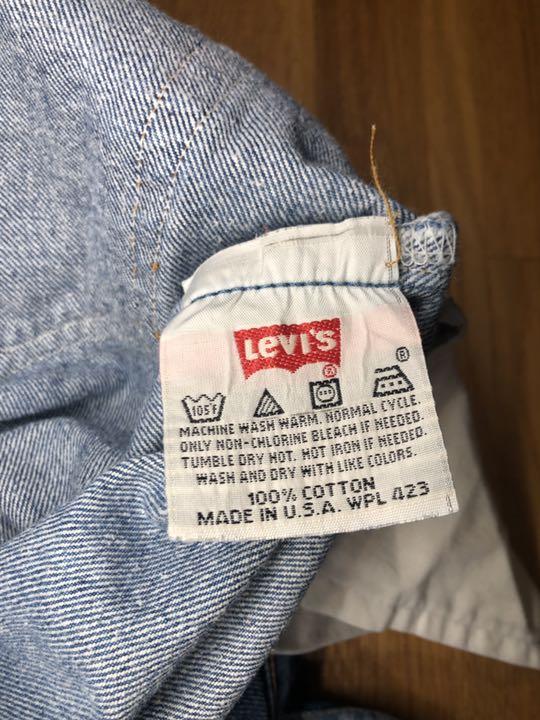 LEVI'S
®
®
105°
MACHINE WASH WARM. NORMAL CYCLE.
ONLY NON-CHLORINE BLEACH IF NEEDED.
TUMBLE DRY HOT. HOT IRON IF NEEDED.
WASH AND DRY WITH LIKE COLORS.
100% COTTON
MADE IN U.S.A. WPL 423